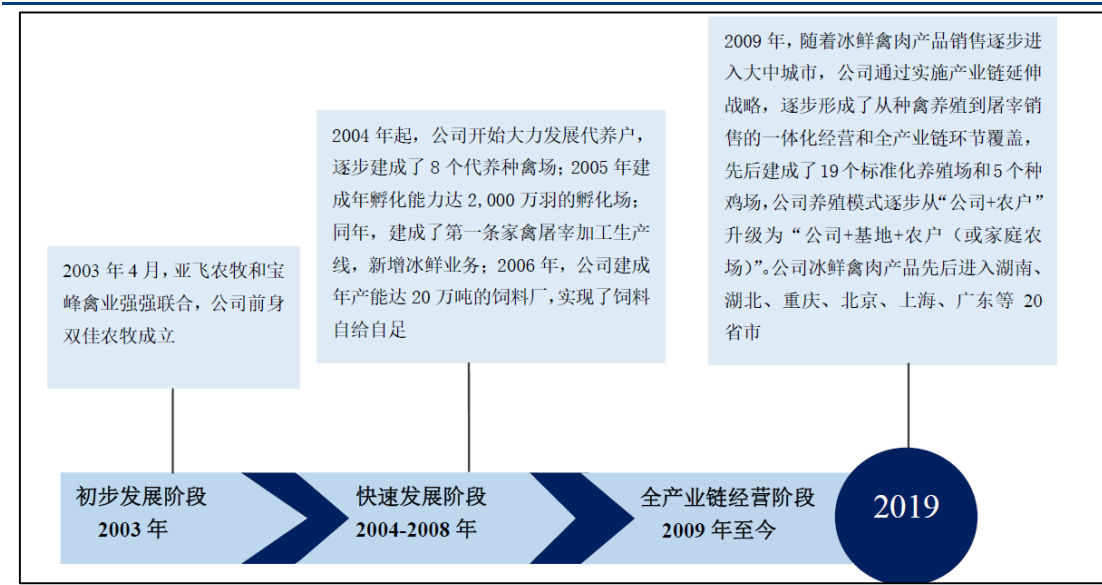 2003 年 4 月，亚飞农牧和宝
峰禽业强强联合，公司前身
双佳农牧成立
2004 年起，公司开始大力发展代养户，
逐步建成了 8 个代养种禽场；2005 年建
成年孵化能力达 2,000 万羽的孵化场；
同年，建成了第一条家禽屠宰加工生产
线，新增冰鲜业务；2006 年，公司建成
年产能达 20 万吨的饲料厂，实现了饲料
自给自足
2009 年，随着冰鲜禽肉产品销售逐步进
入大中城市，公司通过实施产业链延伸
战略，逐步形成了从种禽养殖到屠宰销
售的一体化经营和全产业链环节覆盖，
先后建成了 19 个标准化养殖场和 5 个种
鸡场，公司养殖模式逐步从“公司+农户”
升级为“公司+基地+农户（或家庭农
场）”。公司冰鲜禽肉产品先后进入湖南、
湖北、重庆、北京、上海、广东等 20
省市
初步发展阶段
2003 年
快速发展阶段
2004-2008 年
全产业链经营阶段
2009 年至今
2019